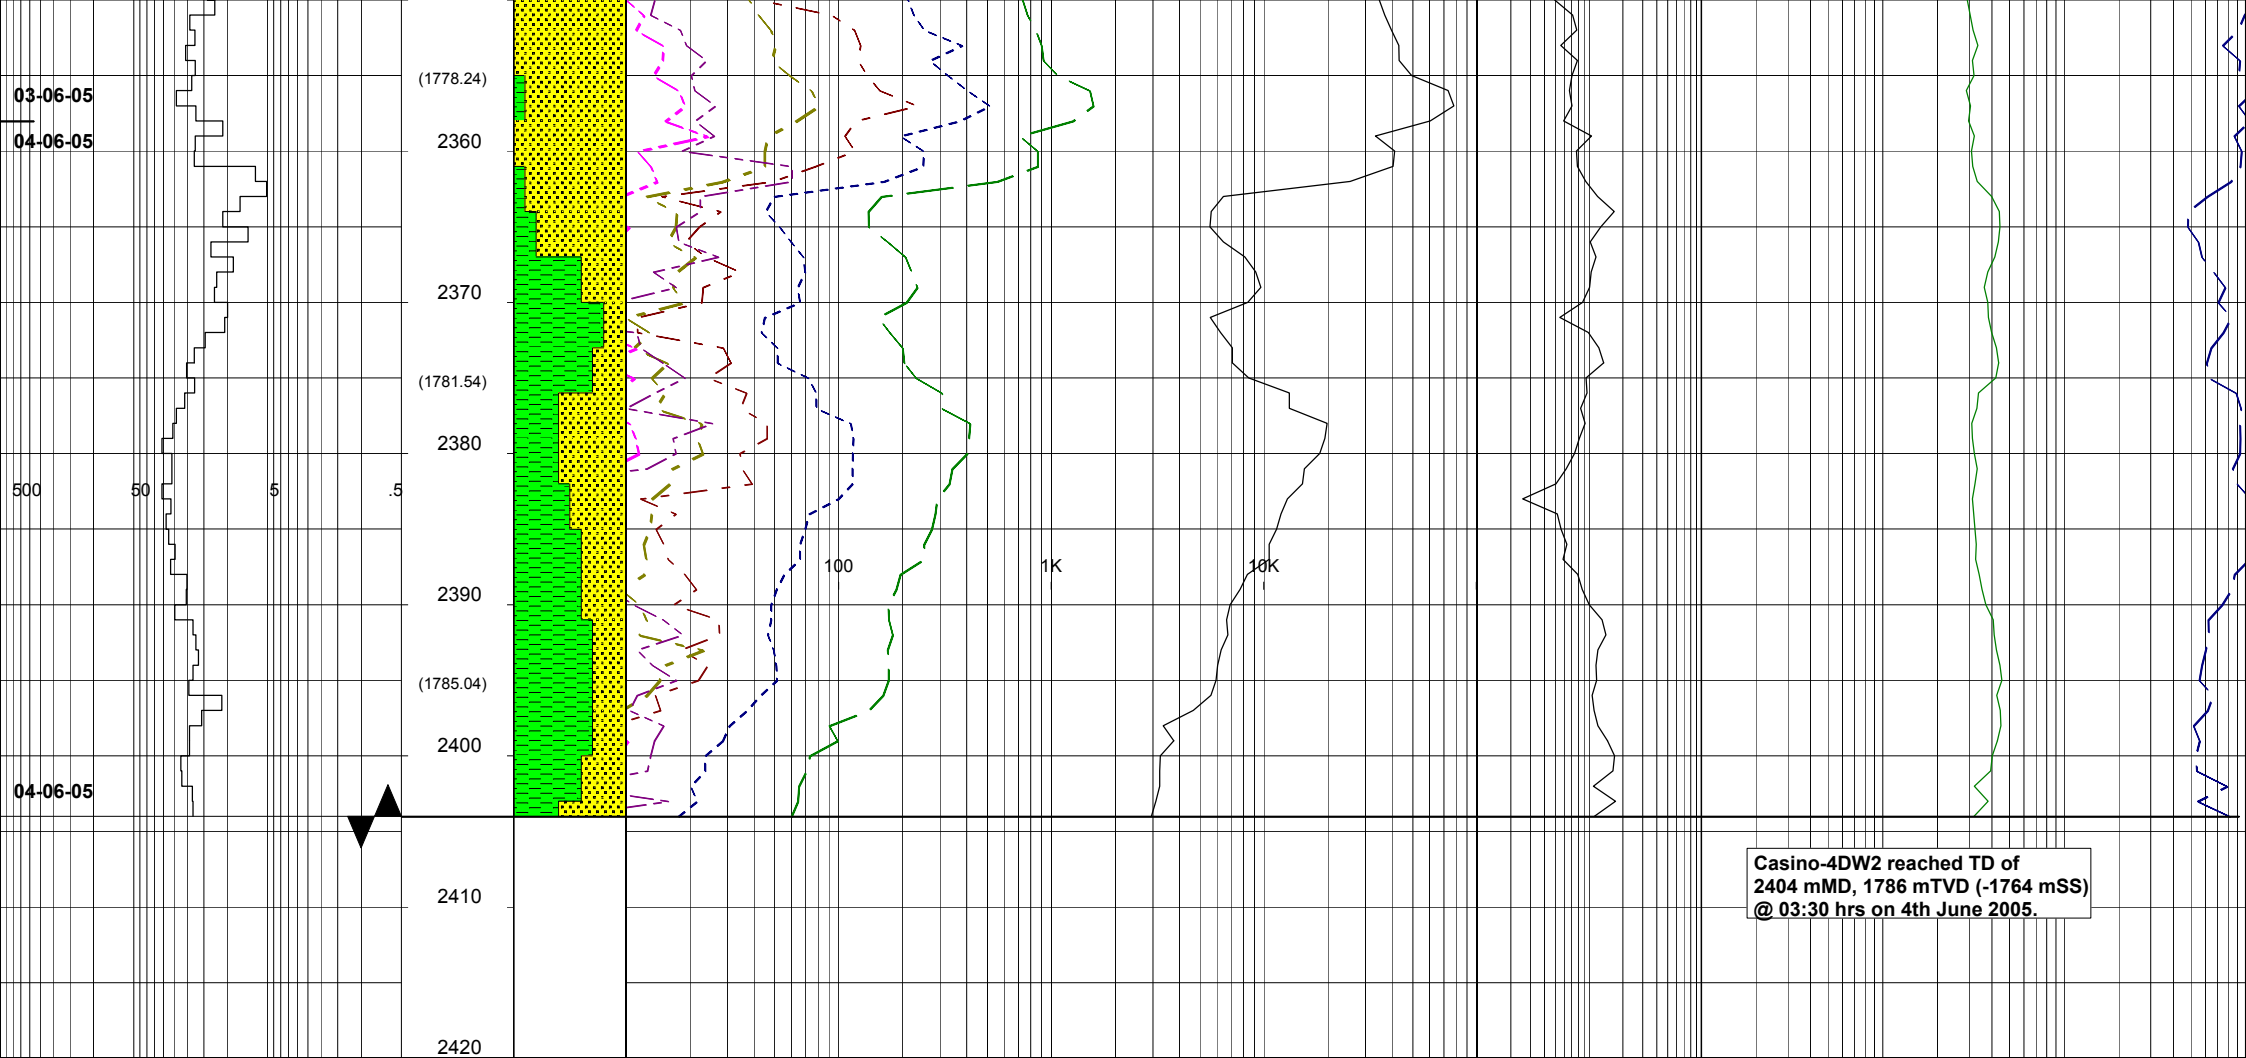 (1778.24)
03-06-05
04-06-05
2360
2370
(1781.54)
2380
500 50 5 .5
100 1K 10K
2390
(1785.04)
2400
04-06-05
Casino-4DW2 reached TD of
2404 mMD, 1786 mTVD (-1764 mSS)
@ 03:30 hrs on 4th June 2005.
2410
2420